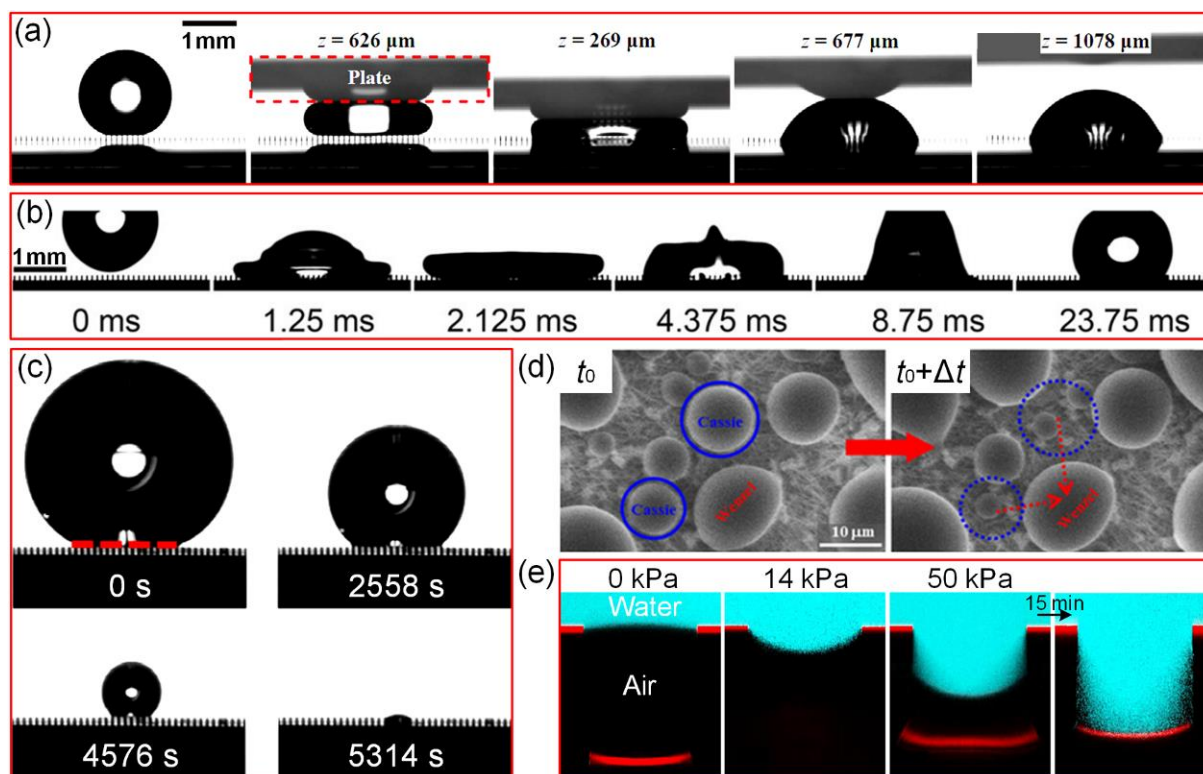 (a)
1mm
z = 626 μm
z = 269 μm
z = 677 μm
z = 1078 μm
Plate
(b)
1mm
0 ms
1.25 ms
2.125 ms
4.375 ms
8.75 ms
23.75 ms
(c)
0 s
2558 s
4576 s
5314 s
(d)
t0
t0+Δt
Cassie
Cassie
Wenzel
10 μm
Wenzel
(e)
0 kPa
14 kPa
50 kPa
15 min
Water
Air